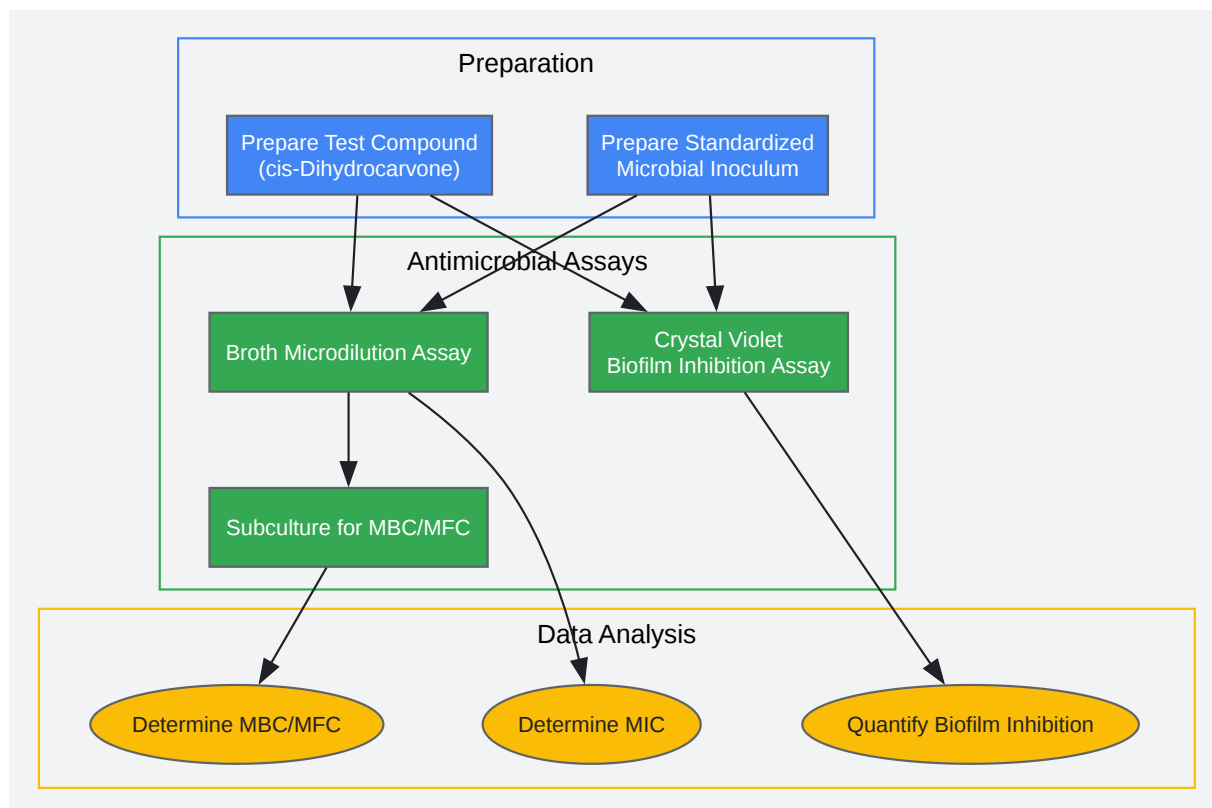 Preparation
Prepare Test Compound
(cis-Dihydrocarvone)
Prepare Standardized
Microbial Inoculum
Antimicrobial Assays
Broth Microdilution Assay
Crystal Violet
Biofilm Inhibition Assay
Subculture for MBC/MFC
Data Analysis
Determine MBC/MFC
Determine MIC
Quantify Biofilm Inhibition